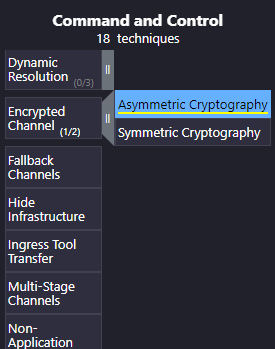 Command and Control
18 techniques
Dynamic
Resolution
(0/3)
||
Encrypted
Channel
(1/2)
||
Asymmetric Cryptography
Symmetric Cryptography
Fallback
Channels
Hide
Infrastructure
Ingress Tool
Transfer
Multi-Stage
Channels
Non-
Application